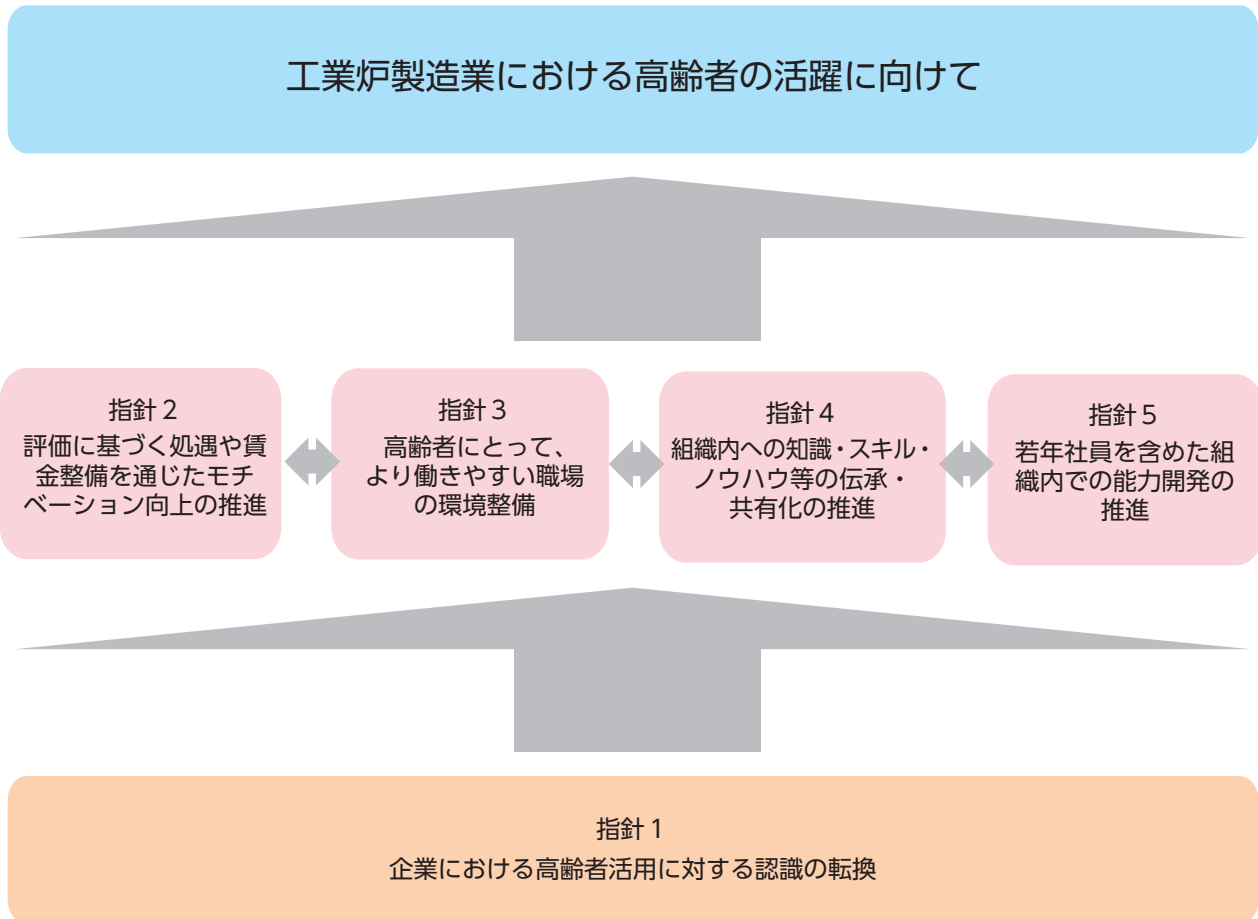 工業炉製造業における高齢者の活躍に向けて
指針２
評価に基づく処遇や賃
金整備を通じたモチ
ベーション向上の推進
指針３
高齢者にとって、
より働きやすい職場
の環境整備
指針４
組織内への知識・スキル・
ノウハウ等の伝承・
共有化の推進
指針５
若年社員を含めた組
織内での能力開発の
推進
指針１
企業における高齢者活用に対する認識の転換